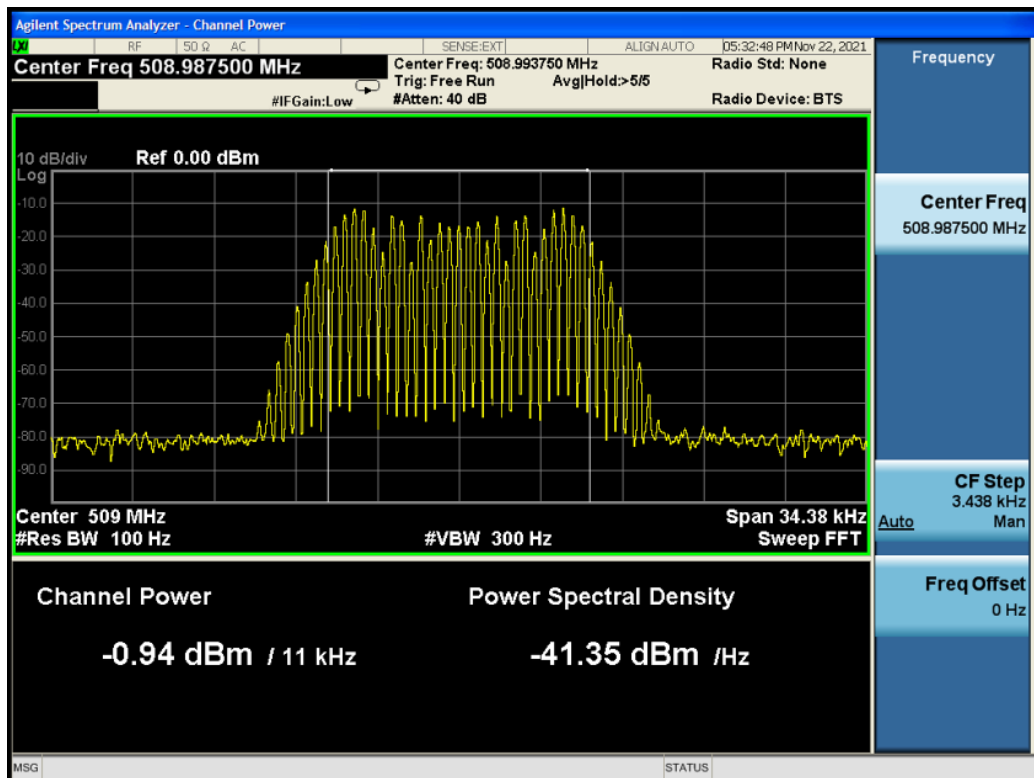 Agilent Spectrum Analyzer - Channel Power
LXI RF 50 Ω AC SENSE:EXT ALIGN AUTO 05:32:48 PM Nov 22, 2021
Center Freq 508.987500 MHz
Center Freq: 508.993750 MHz
Radio Std: None
Trig: Free Run Avg|Hold:>5/5
#IFGain:Low
#Atten: 40 dB
Radio Device: BTS
10 dB/div Ref 0.00 dBm
Log
-10.0
-20.0
-30.0
-40.0
-50.0
-60.0
-70.0
-80.0
-90.0
Center 509 MHz Span 34.38 kHz
#Res BW 100 Hz #VBW 300 Hz Sweep FFT
Channel Power Power Spectral Density
-0.94 dBm / 11 kHz -41.35 dBm /Hz
MSG STATUS
Frequency
Center Freq
508.987500 MHz
CF Step
3.438 kHz
Auto Man
Freq Offset
0 Hz